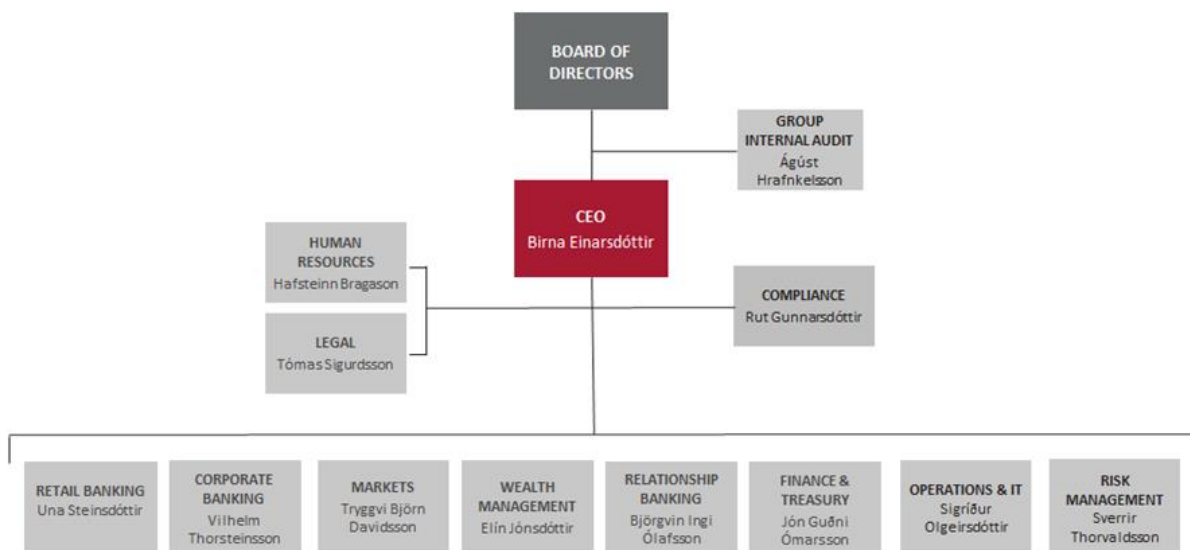 BOARD OF
DIRECTORS
GROUP
INTERNAL AUDIT
Ágúst
Hrafnkelsson
CEO
Birna Einarsdóttir
HUMAN
RESOURCES
Hafsteinn Bragason
COMPLIANCE
Rut Gunnarsdóttir
LEGAL
Tómas Sigurdsson
RETAIL BANKING
Una Steinsdóttir
CORPORATE
BANKING
Vilhelm
Thorsteinsson
MARKETS
Tryggvi Björn
Davidsson
WEALTH
MANAGEMENT
Elín Jónsdóttir
RELATIONSHIP
BANKING
Björgvin Ingi
Ólafsson
FINANCE &
TREASURY
Jón Guðni
Ómarsson
OPERATIONS & IT
Sigríður
Olgeirsdóttir
RISK
MANAGEMENT
Sverrir
Thorvaldsson